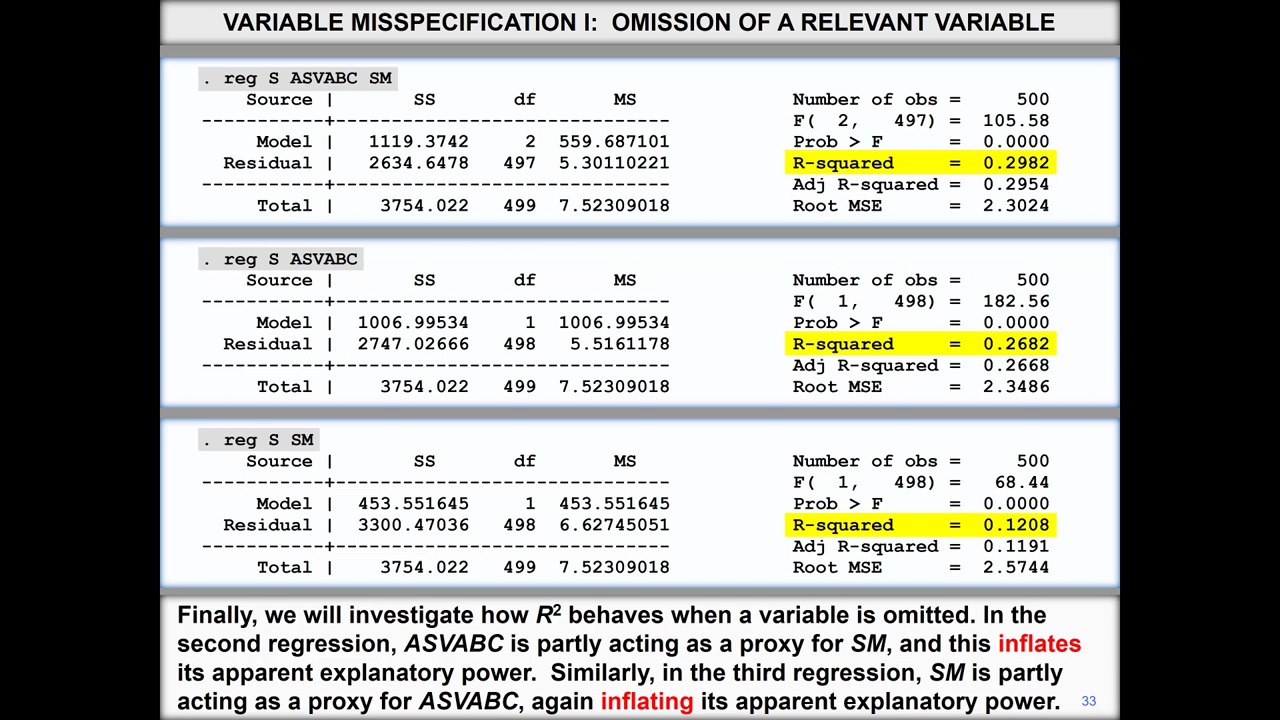 VARIABLE MISSPECIFICATION I: OMISSION OF A RELEVANT VARIABLE
. reg S ASVABC SM
Source | SS df MS Number of obs = 500
-----------+------------------------------ F( 2, 497) = 105.58
Model | 1119.3742 2 559.687101 Prob > F = 0.0000
Residual | 2634.6478 497 5.30110221 R-squared = 0.2982
-----------+------------------------------ Adj R-squared = 0.2954
Total | 3754.022 499 7.52309018 Root MSE = 2.3024
. reg S ASVABC
Source | SS df MS Number of obs = 500
-----------+------------------------------ F( 1, 498) = 182.56
Model | 1006.99534 1 1006.99534 Prob > F = 0.0000
Residual | 2747.02666 498 5.5161178 R-squared = 0.2682
-----------+------------------------------ Adj R-squared = 0.2668
Total | 3754.022 499 7.52309018 Root MSE = 2.3486
. reg S SM
Source | SS df MS Number of obs = 500
-----------+------------------------------ F( 1, 498) = 68.44
Model | 453.551645 1 453.551645 Prob > F = 0.0000
Residual | 3300.47036 498 6.62745051 R-squared = 0.1208
-----------+------------------------------ Adj R-squared = 0.1191
Total | 3754.022 499 7.52309018 Root MSE = 2.5744
Finally, we will investigate how R² behaves when a variable is omitted. In the
second regression, ASVABC is partly acting as a proxy for SM, and this inflates
its apparent explanatory power. Similarly, in the third regression, SM is partly
acting as a proxy for ASVABC, again inflating its apparent explanatory power. 33